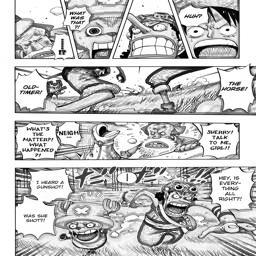 HUH?
WHAT
WAS
THAT?!
THE
HORSE!
OLD-
TIMER!
SHERRY!
TALK
TO ME,
GIRL!!
NEIGH
WHAT'S
THE
MATTER?!
WHAT
HAPPENED
?!
HEY, IS
EVERY-
THING
ALL
RIGHT?!
I HEARD A
GUNSHOT!
WAS SHE
SHOT?!